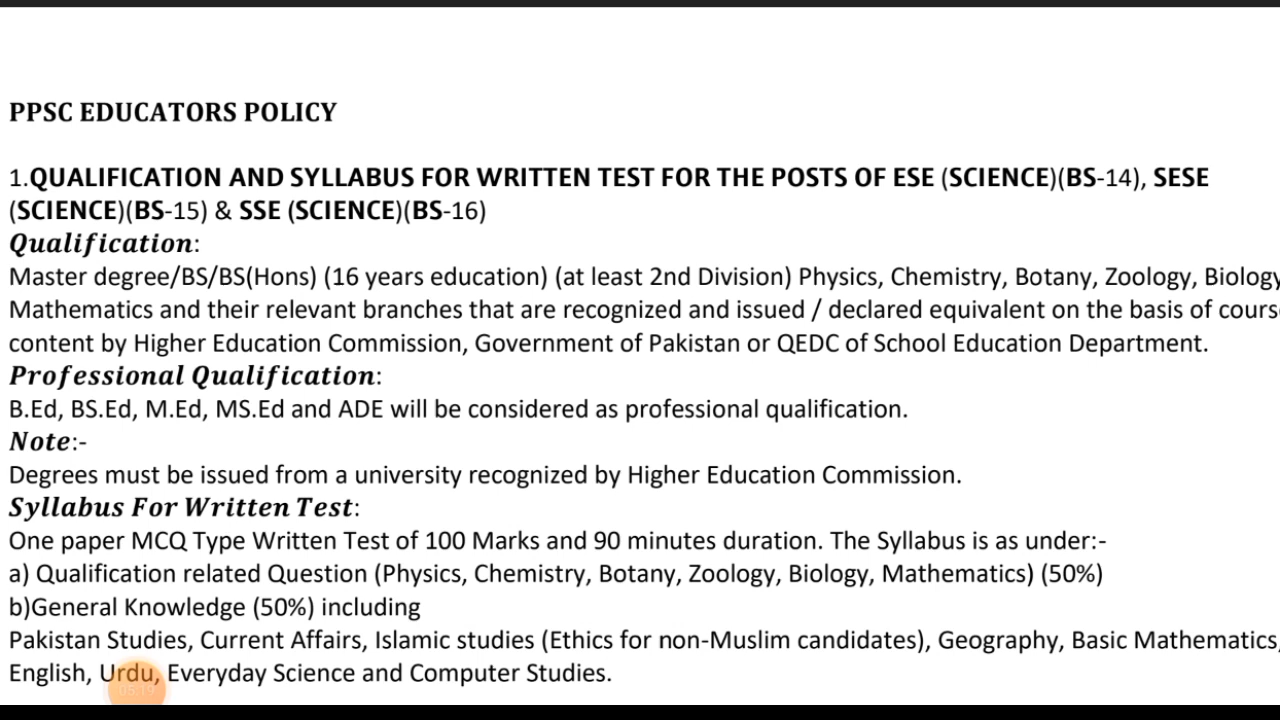 PPSC EDUCATORS POLICY
1.QUALIFICATION AND SYLLABUS FOR WRITTEN TEST FOR THE POSTS OF ESE (SCIENCE)(BS-14), SESE
(SCIENCE)(BS-15) & SSE (SCIENCE)(BS-16)
Qualification:
Master degree/BS/BS(Hons) (16 years education) (at least 2nd Division) Physics, Chemistry, Botany, Zoology, Biology
Mathematics and their relevant branches that are recognized and issued / declared equivalent on the basis of cours
content by Higher Education Commission, Government of Pakistan or QEDC of School Education Department.
Professional Qualification:
B.Ed, BS.Ed, M.Ed, MS.Ed and ADE will be considered as professional qualification.
Note:-
Degrees must be issued from a university recognized by Higher Education Commission.
Syllabus For Written Test:
One paper MCQ Type Written Test of 100 Marks and 90 minutes duration. The Syllabus is as under:-
a) Qualification related Question (Physics, Chemistry, Botany, Zoology, Biology, Mathematics) (50%)
b)General Knowledge (50%) including
Pakistan Studies, Current Affairs, Islamic studies (Ethics for non-Muslim candidates), Geography, Basic Mathematics,
English, Urdu, Everyday Science and Computer Studies.
05:19